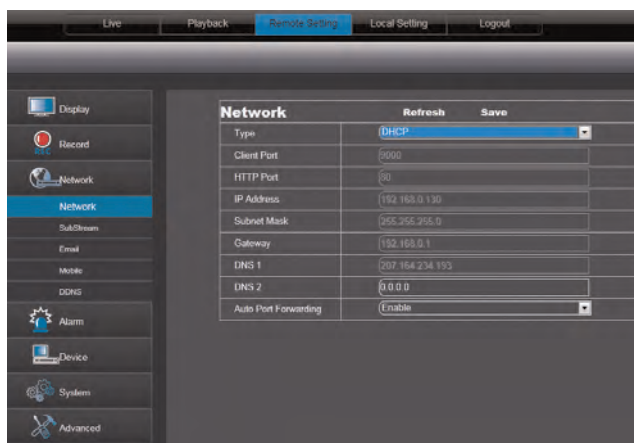 Live Playback Remote Setting Local Setting Logout
Display
Record
Network
Network
SubStream
Email
Mobile
DDNS
Alarm
Device
System
Advanced
Network Refresh Save
Type DHCP
Client Port 9000
HTTP Port 80
IP Address 192.168.0.130
Subnet Mask 255.255.255.0
Gateway 192.168.0.1
DNS 1 207.164.234.193
DNS 2 0.0.0.0
Auto Port Forwarding Enable